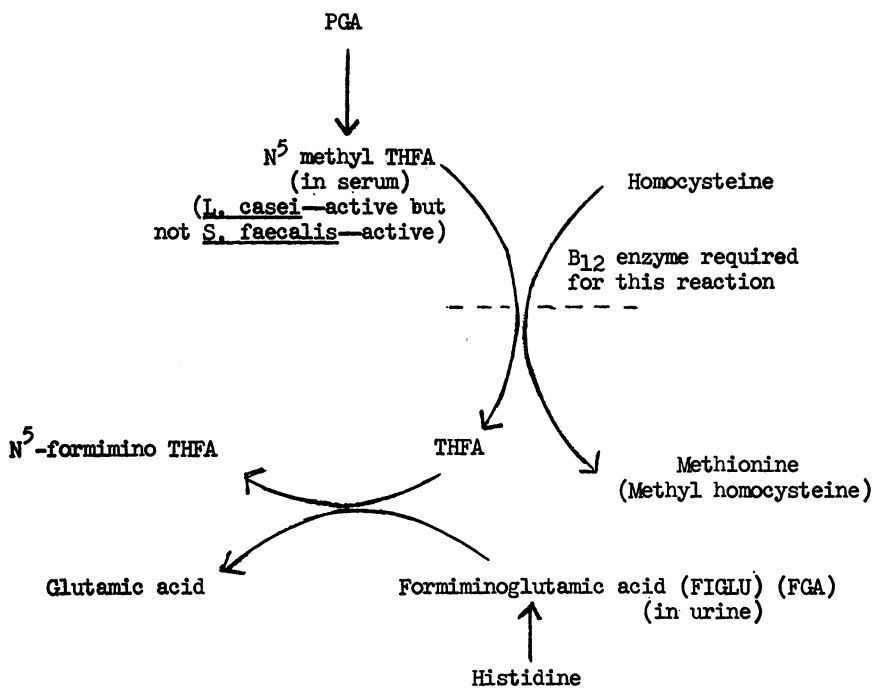 PGA
N5 methyl THFA
(in serum)
(L. casei—active but
not S. faecalis—active)
Homocysteine
B12 enzyme required
for this reaction
N5-formimino THFA
THFA
Methionine
(Methyl homocysteine)
Glutamic acid
Formiminoglutamic acid (FIGLU) (FGA)
(in urine)
Histidine